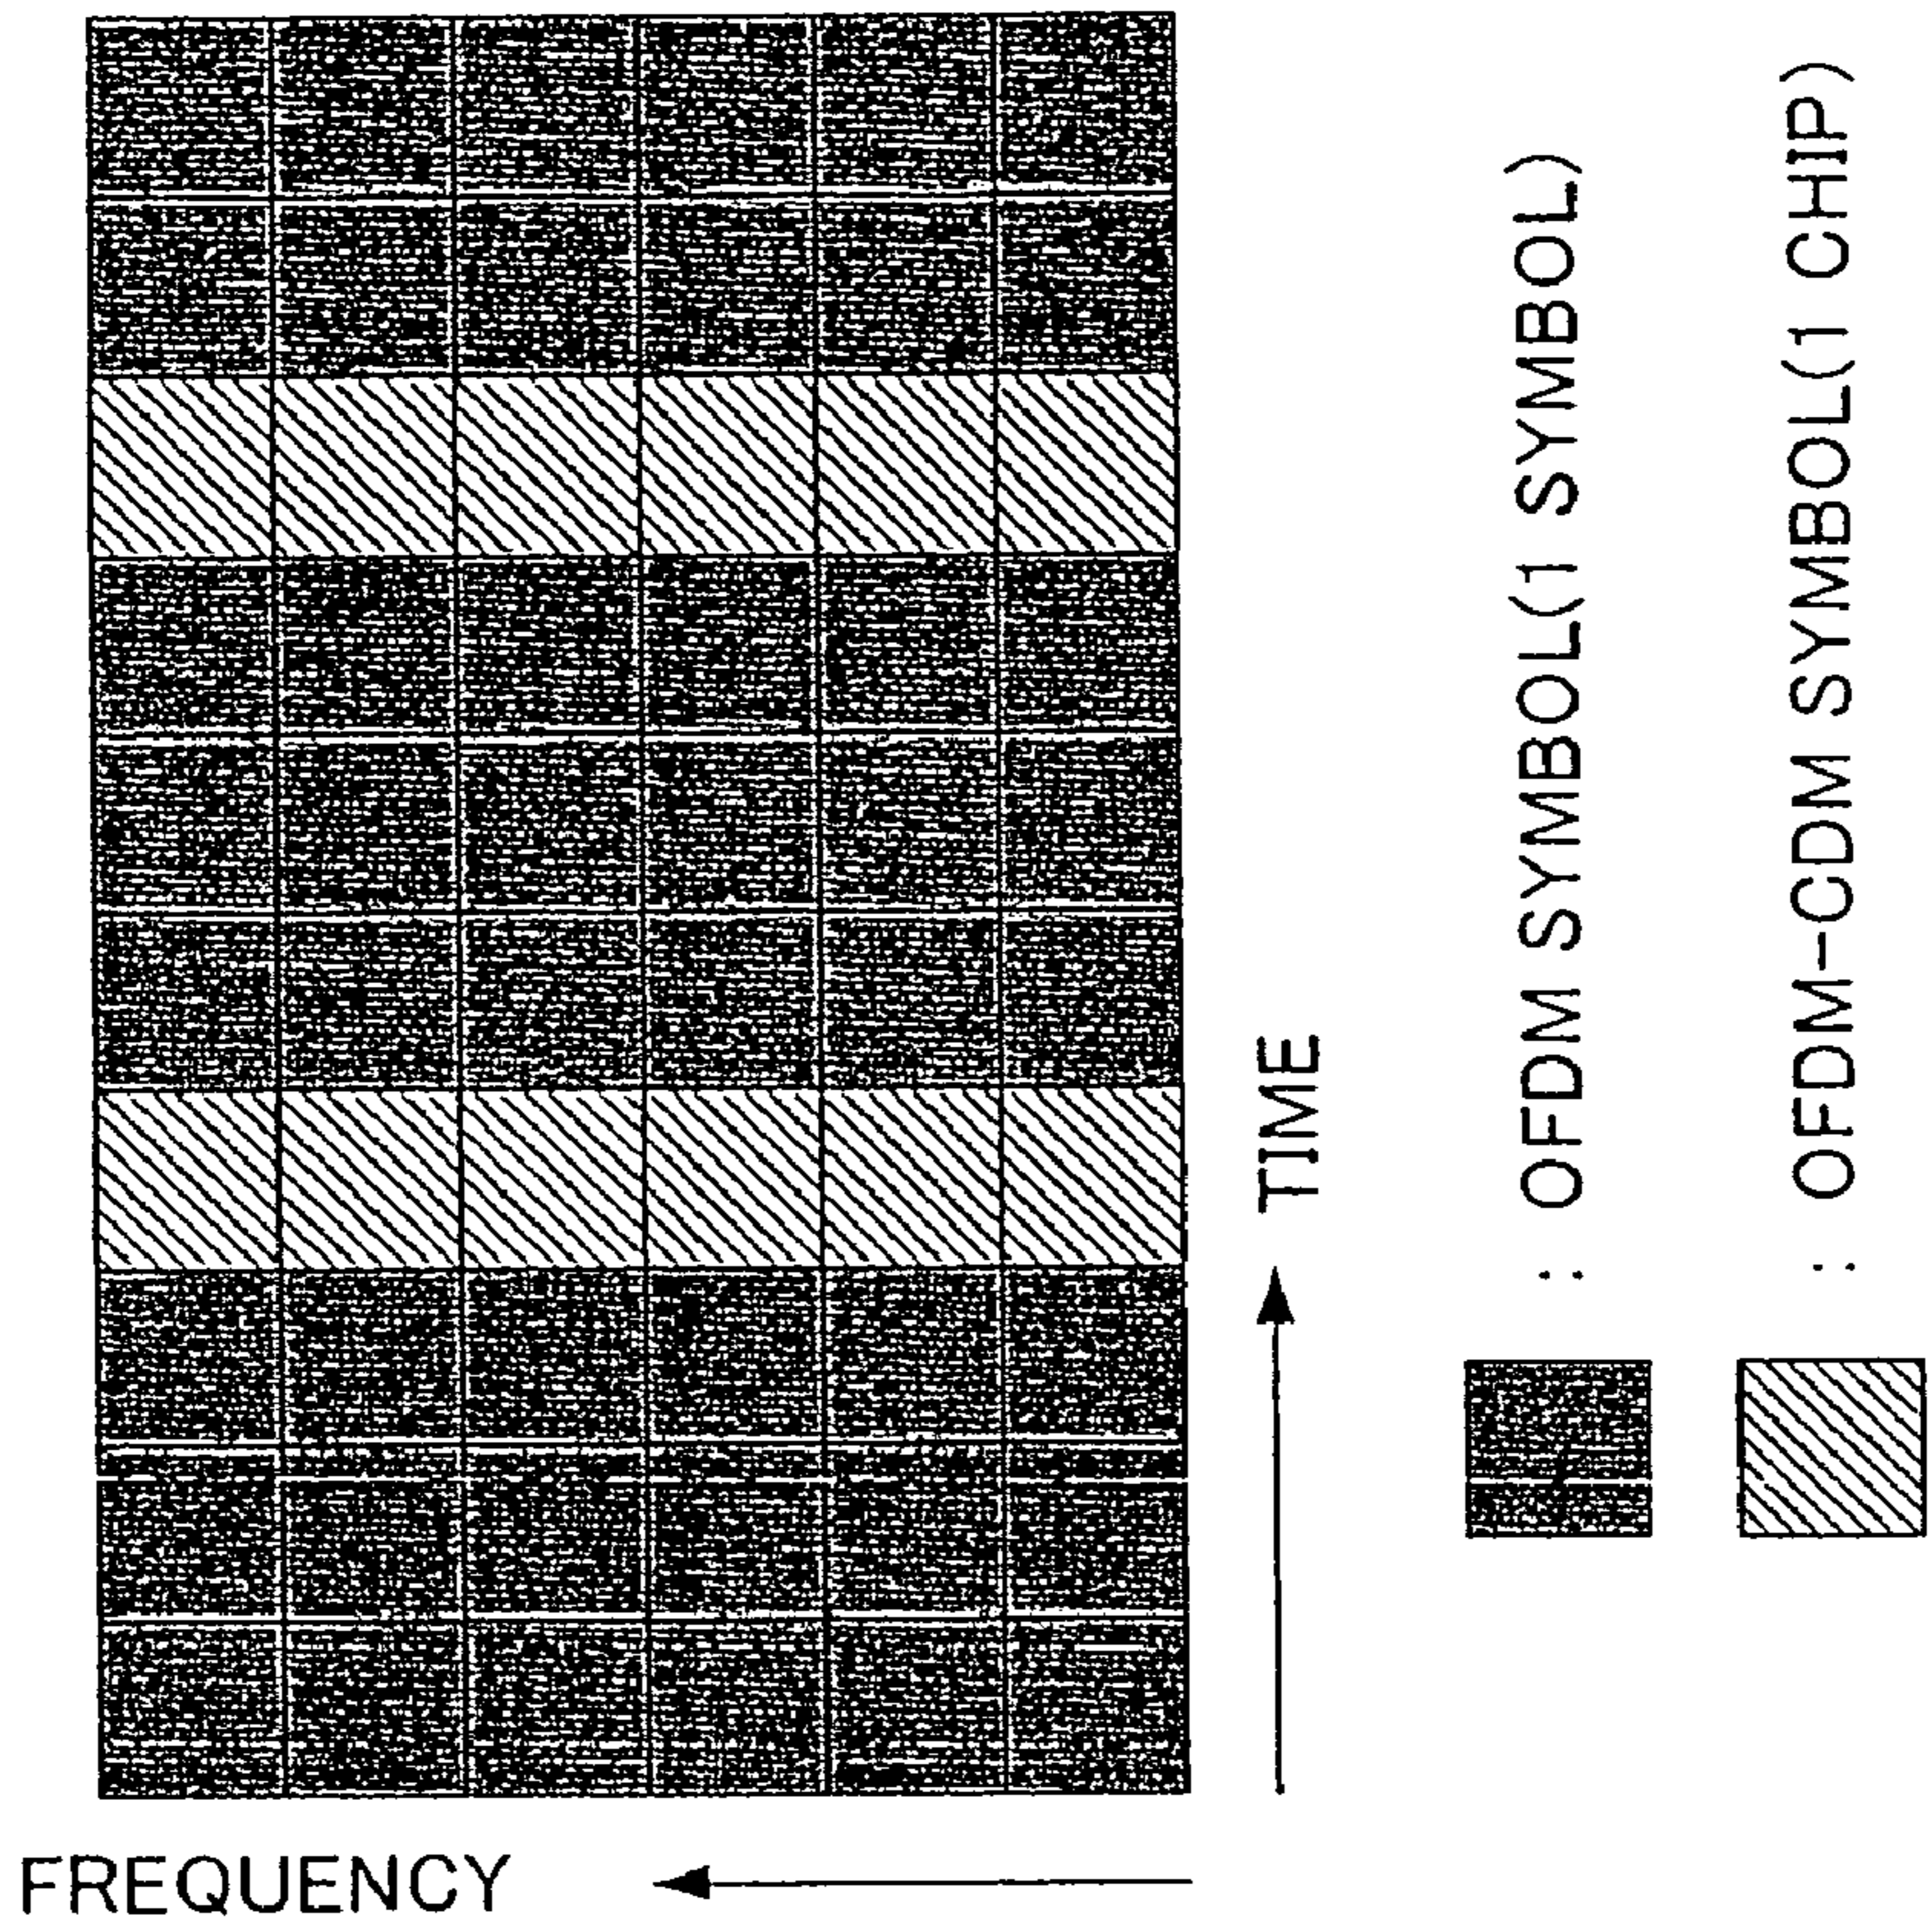 FREQUENCY
TIME
: OFDM SYMBOL(1 SYMBOL)
: OFDM-CDM SYMBOL(1 CHIP)